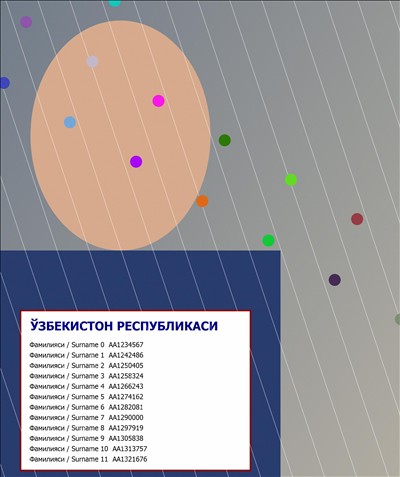 ЎЗБЕКИСТОН РЕСПУБЛИКАСИ
Фамилияси / Surname 0 AA1234567
Фамилияси / Surname 1 AA1242486
Фамилияси / Surname 2 AA1250405
Фамилияси / Surname 3 AA1258324
Фамилияси / Surname 4 AA1266243
Фамилияси / Surname 5 AA1274162
Фамилияси / Surname 6 AA1282081
Фамилияси / Surname 7 AA1290000
Фамилияси / Surname 8 AA1297919
Фамилияси / Surname 9 AA1305838
Фамилияси / Surname 10 AA1313757
Фамилияси / Surname 11 AA1321676